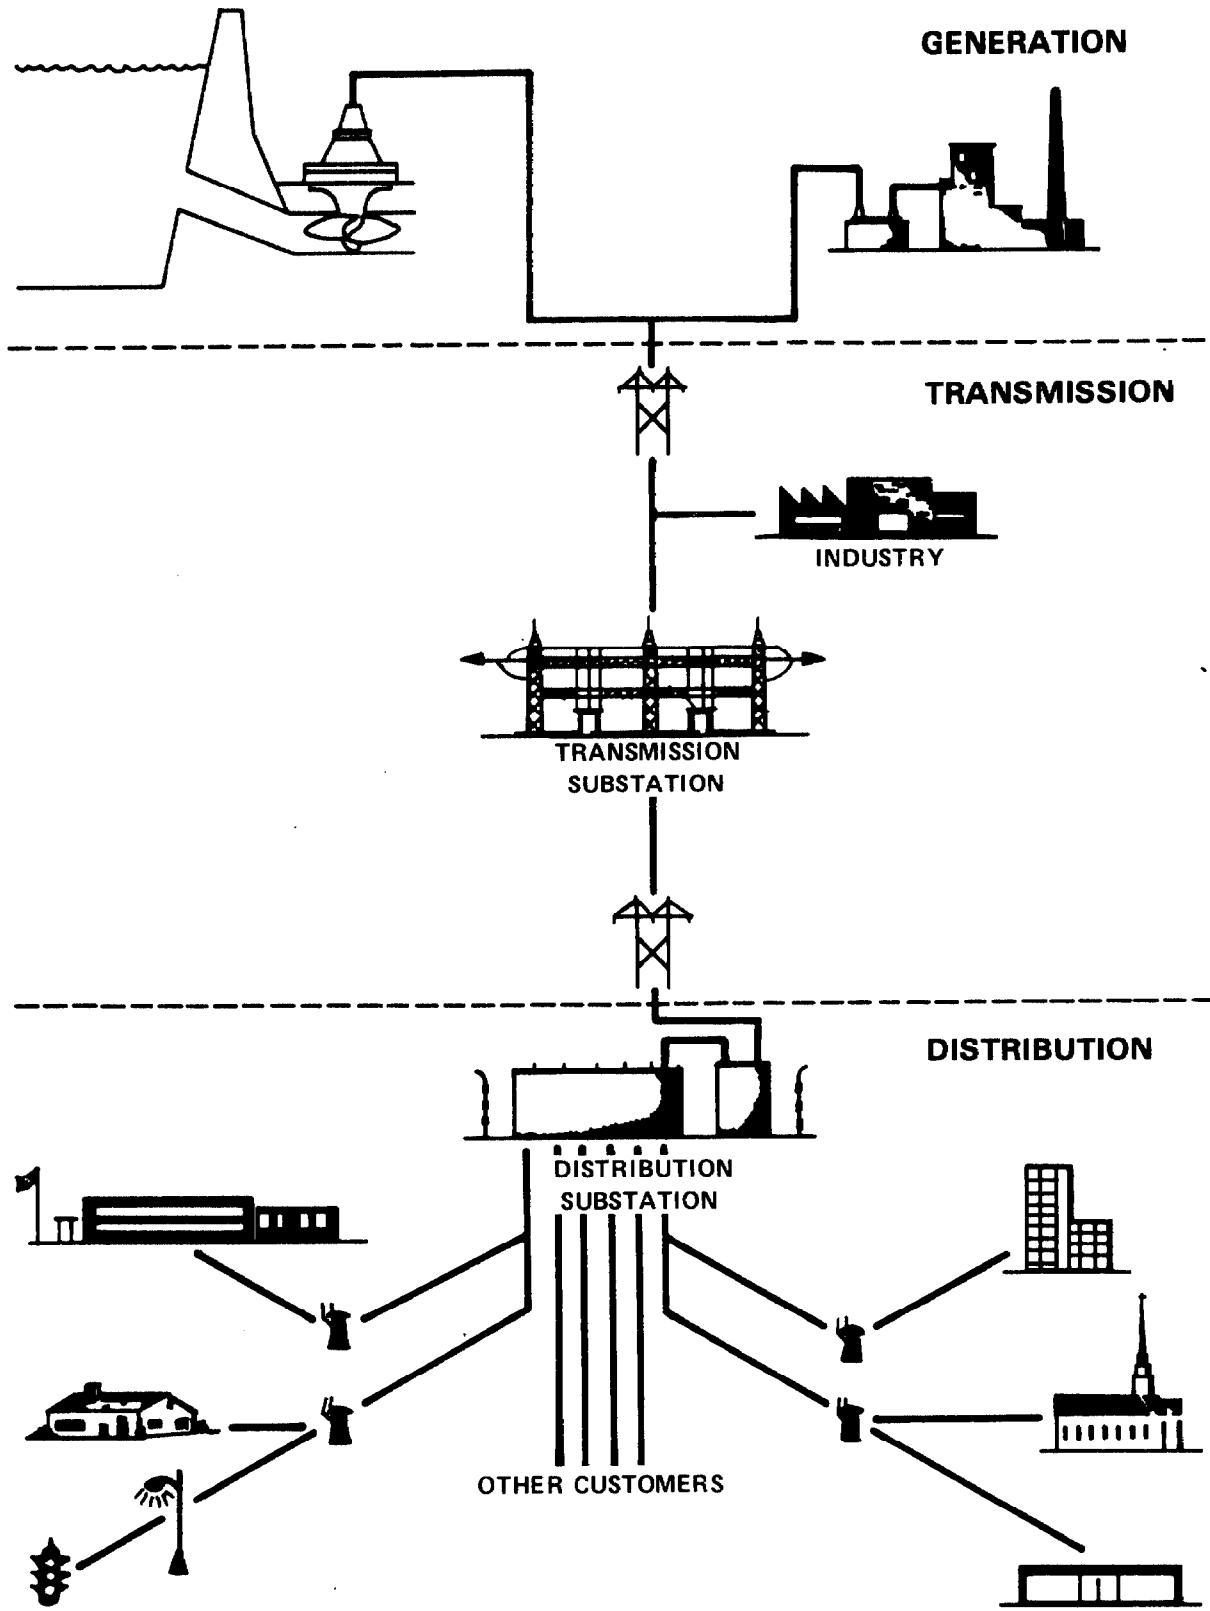 GENERATION
TRANSMISSION
INDUSTRY
TRANSMISSION
SUBSTATION
DISTRIBUTION
DISTRIBUTION
SUBSTATION
OTHER CUSTOMERS